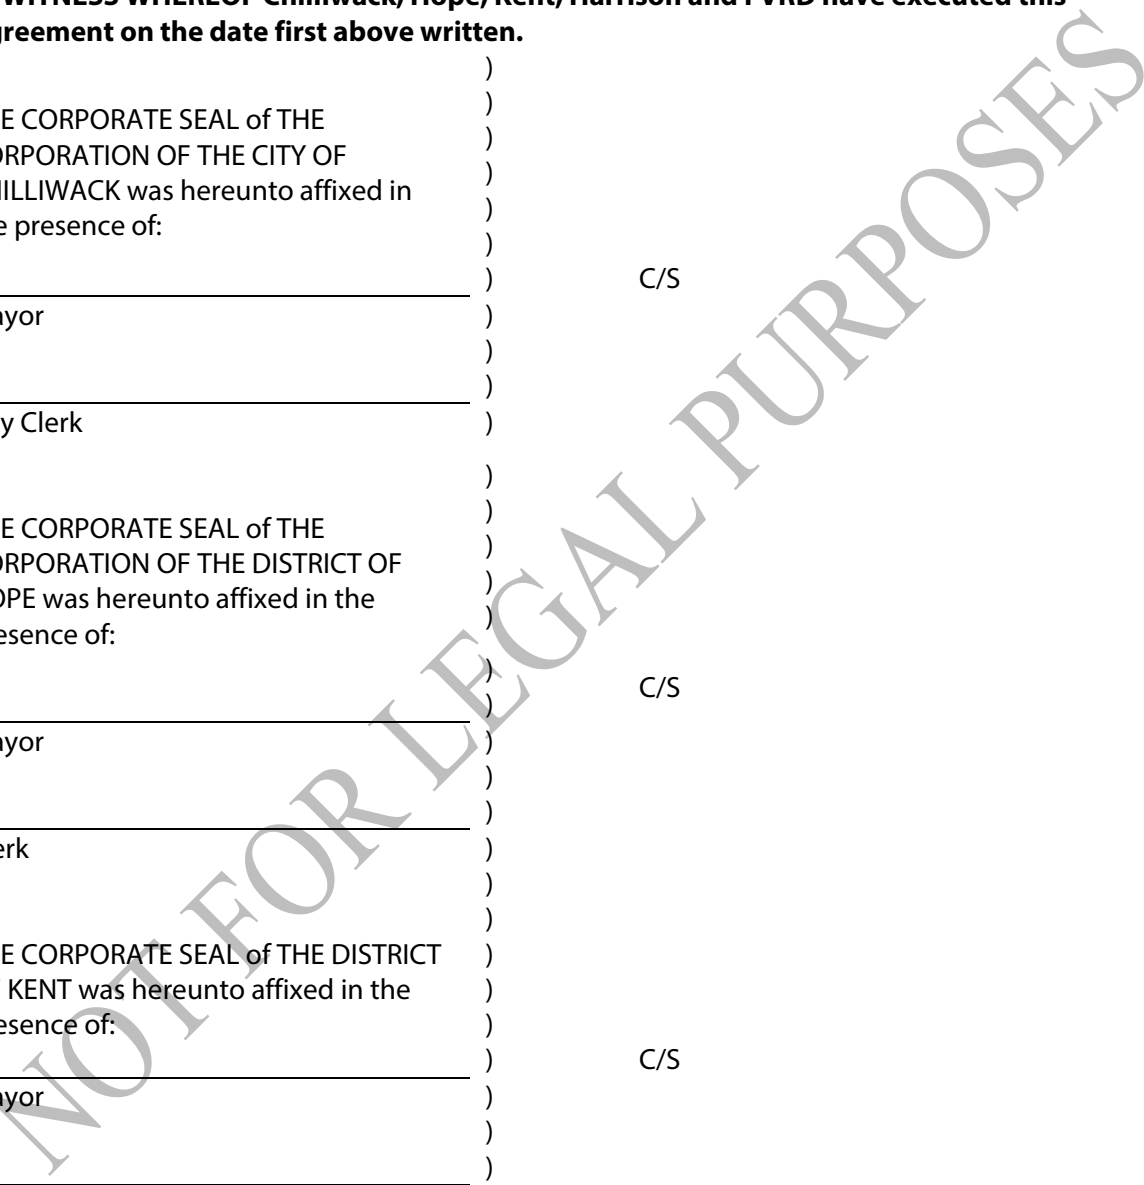 WITNESS WHEREOF Chilliwack, Hope, Kent, Harrison and FVRD have executed this
greement on the date first above written.
)
)
E CORPORATE SEAL of THE )
ORPORATION OF THE CITY OF )
HILLIWACK was hereunto affixed in )
e presence of: )
) C/S
ayor )
)
)
y Clerk )
)
)
E CORPORATE SEAL of THE )
ORPORATION OF THE DISTRICT OF )
OPE was hereunto affixed in the )
esence of:
)
) C/S
ayor )
)
)
erk )
)
)
E CORPORATE SEAL of THE DISTRICT )
KENT was hereunto affixed in the )
esence of: )
) C/S
ayor )
)
)
NOT FOR LEGAL PURPOSES